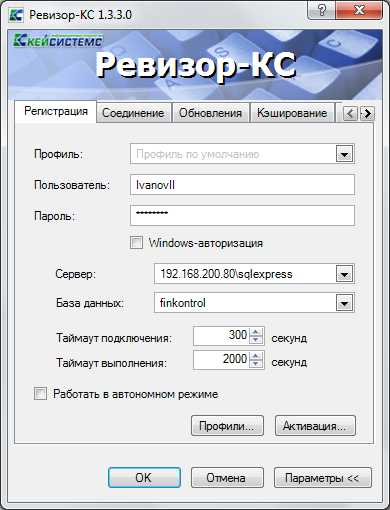 Ревизор-КС 1.3.3.0
КЕЙСИСТЕМС
Ревизор-КС
Регистрация Соединение Обновления Кэширование
Профиль: Профиль по умолчанию
Пользователь: IvanovII
Пароль: ********
Windows-авторизация
Сервер: 192.168.200.80\sqlexpress
База данных: finkontrol
Таймаут подключения: 300 секунд
Таймаут выполнения: 2000 секунд
Работать в автономном режиме
Профили... Активация...
OK Отмена Параметры <<